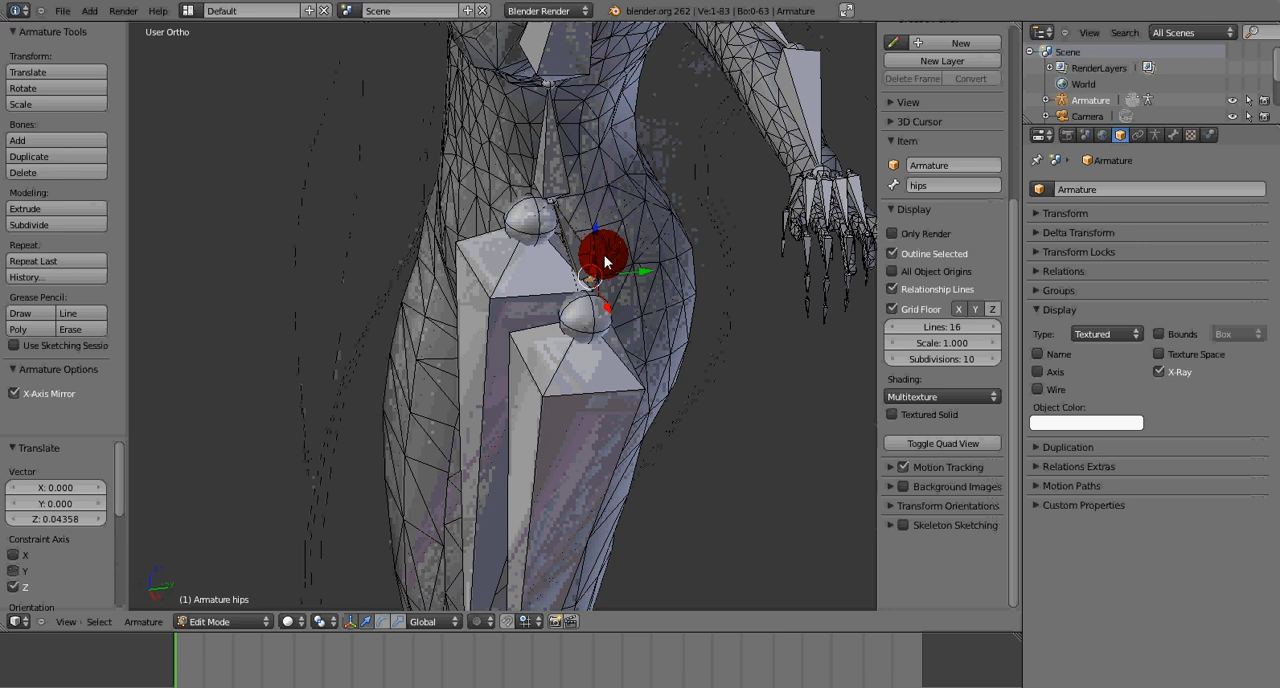 File Add Render Help Default Scene Blender Render blender.org 262 | Ve:1-83 | Bo:0-63 | Armature
Armature Tools
Transform:
Translate
Rotate
Scale
Bones:
Add
Duplicate
Delete
Modeling:
Extrude
Subdivide
Repeat:
Repeat Last
History...
Grease Pencil:
Draw Line
Poly Erase
Use Sketching Sessio
Armature Options
X-Axis Mirror
Translate
Vector
X: 0.000
Y: 0.000
Z: 0.04358
Constraint Axis
X
Y
Z
Orientation
User Ortho
(1) Armature hips
View Select Armature Edit Mode Global
New
New Layer
Delete Frame Convert
View
3D Cursor
Item
Armature
hips
Display
Only Render
Outline Selected
All Object Origins
Relationship Lines
Grid Floor X Y Z
Lines: 16
Scale: 1.000
Subdivisions: 10
Shading:
Multitexture
Textured Solid
Toggle Quad View
Motion Tracking
Background Images
Transform Orientations
Skeleton Sketching
View Search All Scenes
Scene
RenderLayers
World
Armature
Camera
Armature
Armature
Transform
Delta Transform
Transform Locks
Relations
Groups
Display
Type: Textured Bounds Box
Name Texture Space
Axis X-Ray
Wire
Object Color:
Duplication
Relations Extras
Motion Paths
Custom Properties